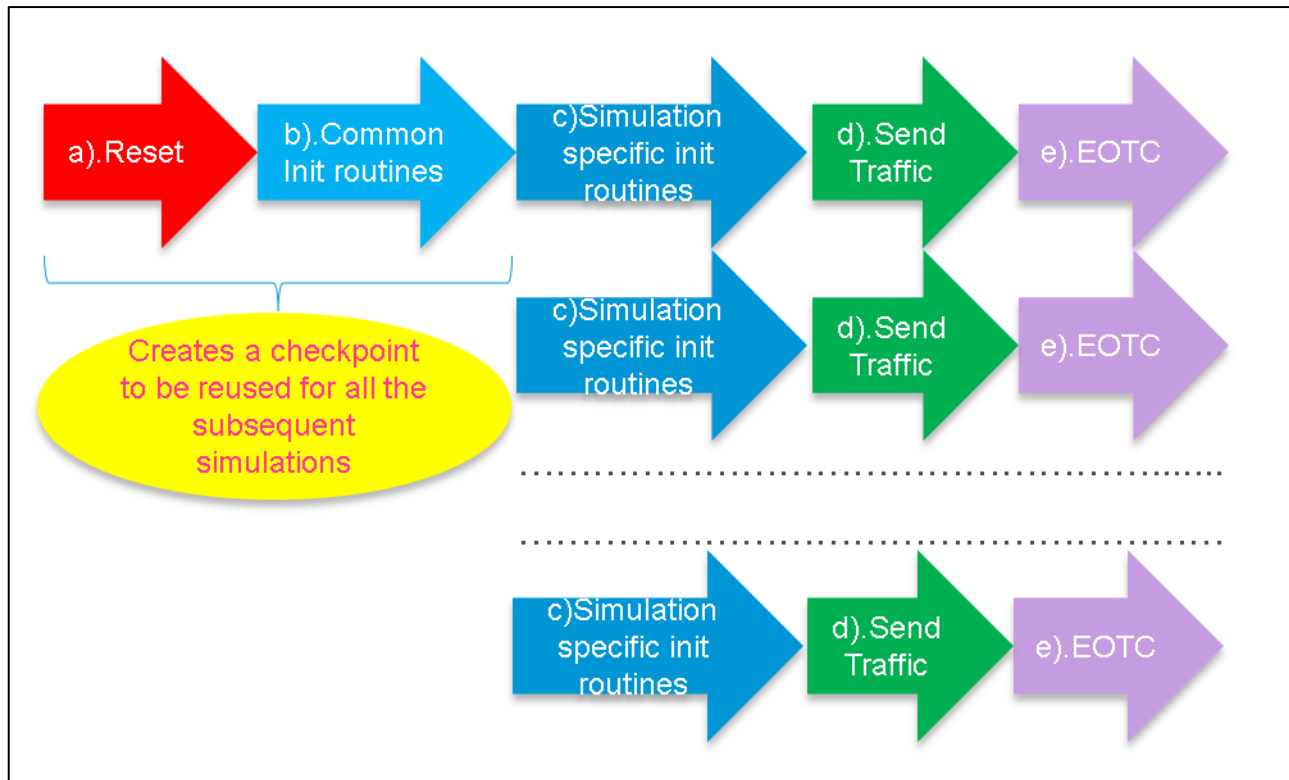 a).Reset
b).Common
Init routines
c)Simulation
specific init
routines
d).Send
Traffic
e).EOTC
Creates a checkpoint
to be reused for all the
subsequent
simulations
c)Simulation
specific init
routines
d).Send
Traffic
e).EOTC
c)Simulation
specific init
routines
d).Send
Traffic
e).EOTC